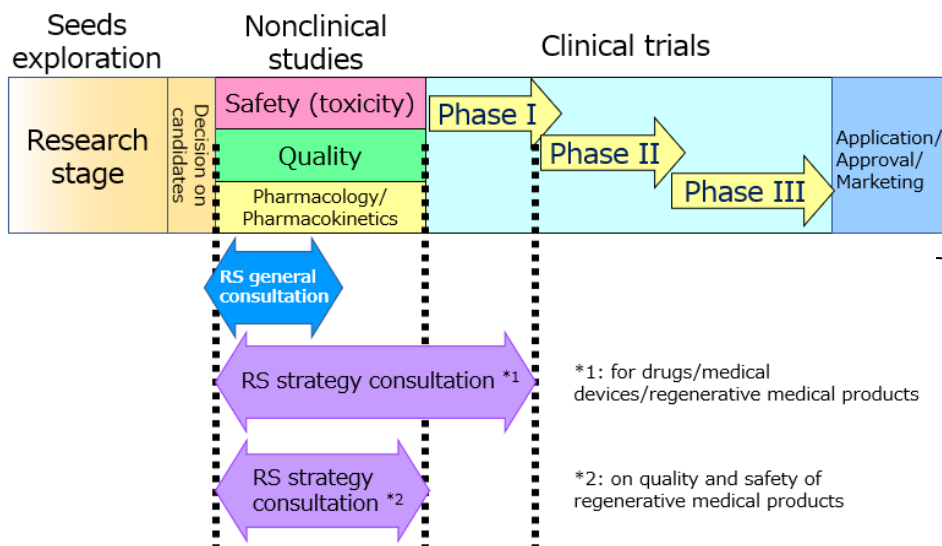 Seeds
exploration
Nonclinical
studies
Clinical trials
Research
stage
Decision on
candidates
Safety (toxicity)
Quality
Pharmacology/
Pharmacokinetics
Phase I
Phase II
Phase III
Application/
Approval/
Marketing
RS general
consultation
RS strategy consultation *1
*1: for drugs/medical
devices/regenerative medical products
RS strategy
consultation *2
*2: on quality and safety of
regenerative medical products